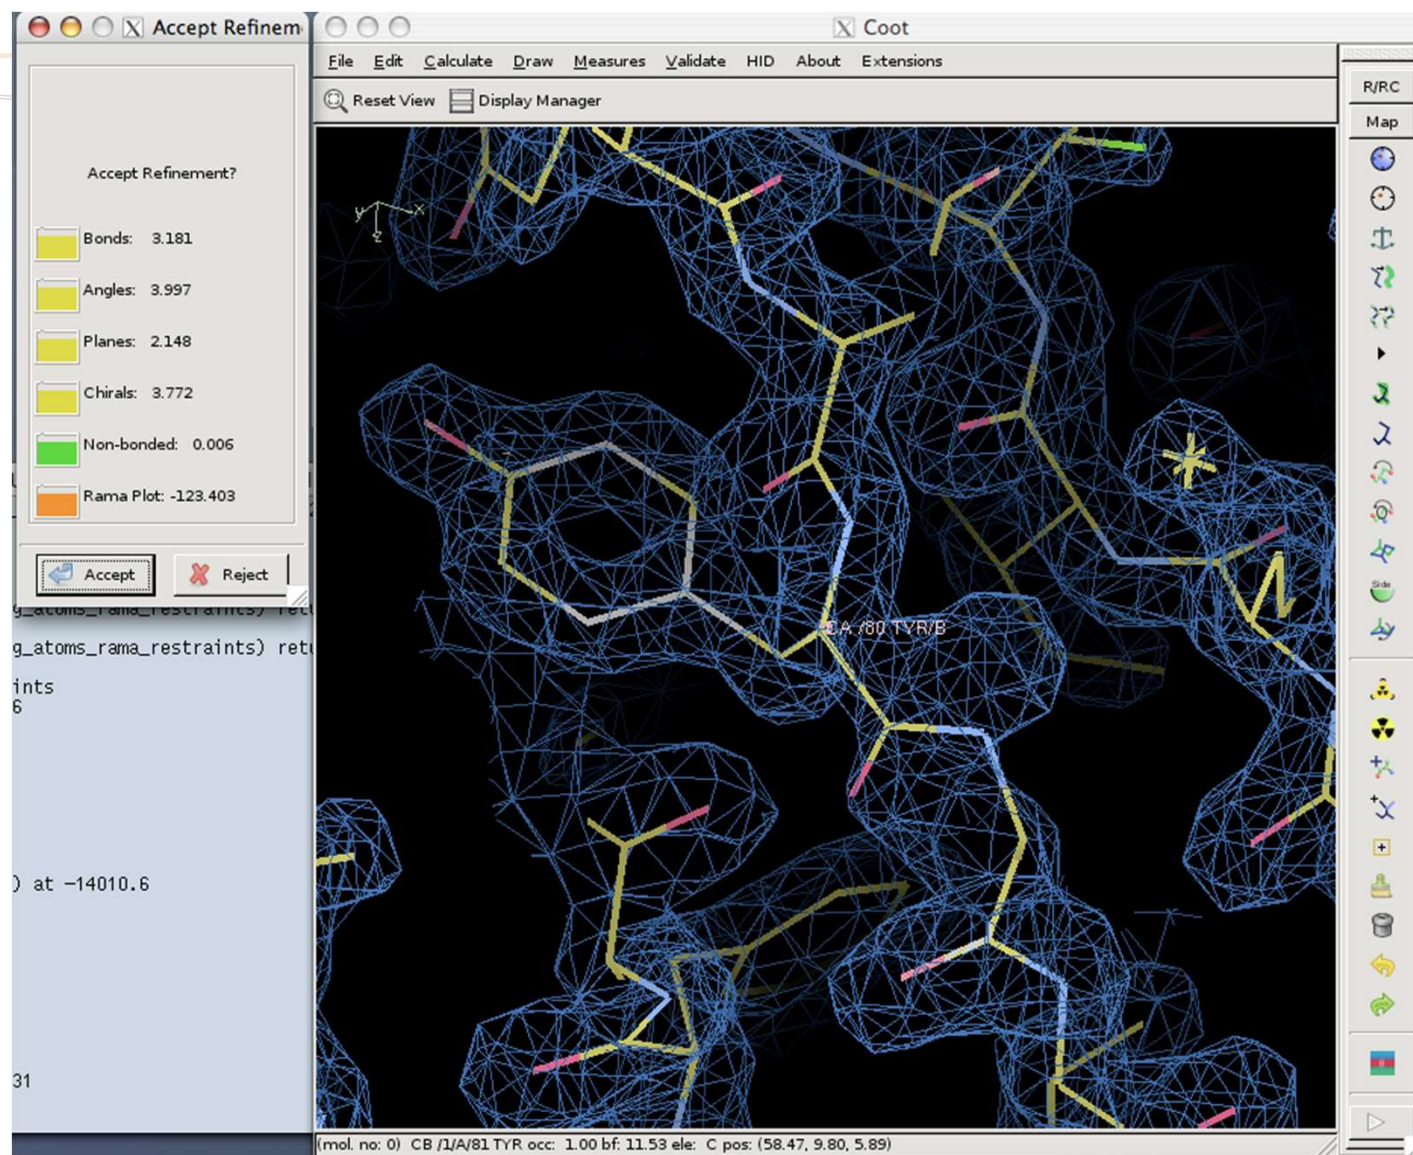 X Accept Refinem
Accept Refinement?
Bonds: 3.181
Angles: 3.997
Planes: 2.148
Chirals: 3.772
Non-bonded: 0.006
Rama Plot: -123.403
Accept Reject
g_atoms_rama_restraints)
g_atoms_rama_restraints) retu
ints
6
) at -14010.6
31
X Coot
File Edit Calculate Draw Measures Validate HID About Extensions
Reset View Display Manager
y x
z
CA /80 TYR/B
(mol. no: 0) CB /1/A/81 TYR occ: 1.00 bf: 11.53 ele: C pos: (58.47, 9.80, 5.89)
R/RC
Map
Side